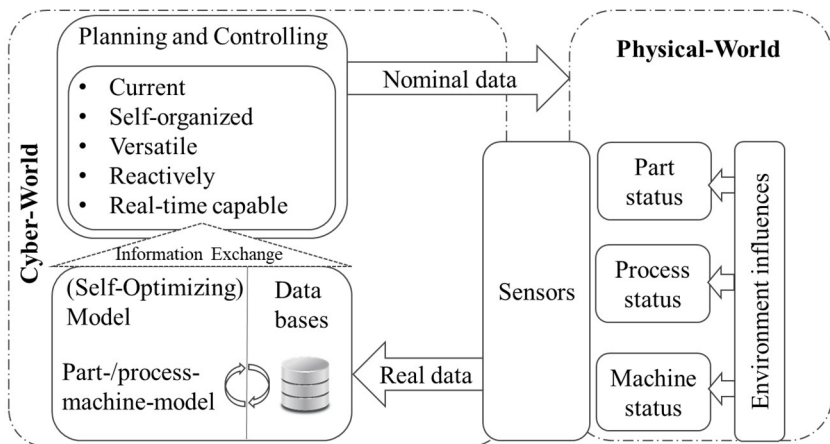 Planning and Controlling
• Current
• Self-organized
• Versatile
• Reactively
• Real-time capable
Nominal data
Physical-World
Cyber-World
Information Exchange
(Self-Optimizing)
Model
Part-/process-
machine-model
Data
bases
Real data
Sensors
Part
status
Process
status
Machine
status
Environment influences